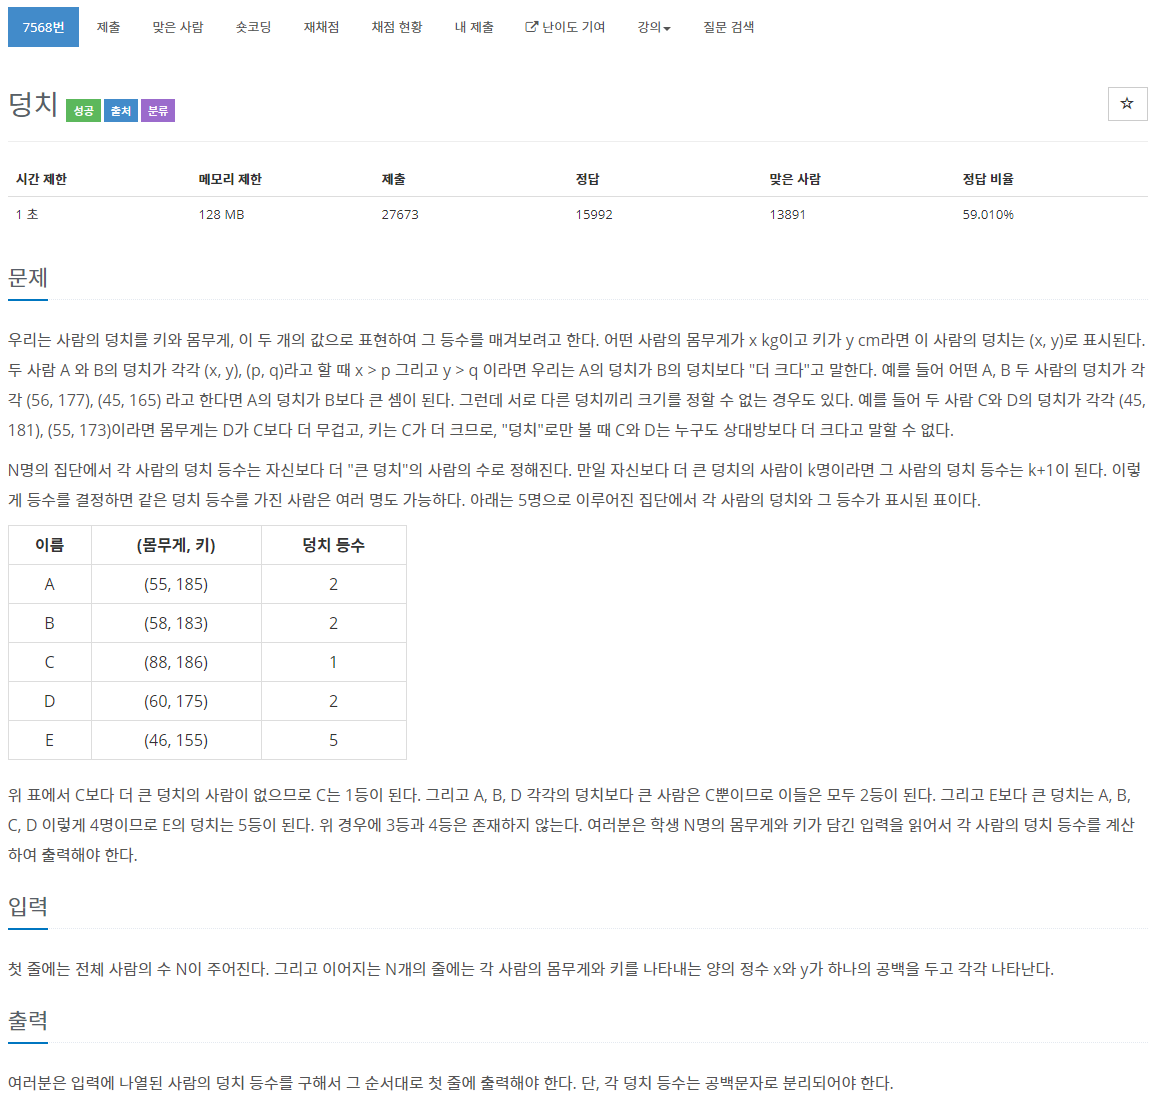 7568번 제출 맞은 사람 숏코딩 재채점 채점 현황 내 제출 난이도 기여 강의 질문 검색
덩치 성공 출처 분류
시간 제한 메모리 제한 제출 정답 맞은 사람 정답 비율
1 초 128 MB 27673 15992 13891 59.010%
문제
우리는 사람의 덩치를 키와 몸무게, 이 두 개의 값으로 표현하여 그 등수를 매겨보려고 한다. 어떤 사람의 몸무게가 x kg이고 키가 y cm라면 이 사람의 덩치는 (x, y)로 표시된다.
두 사람 A 와 B의 덩치가 각각 (x, y), (p, q)라고 할 때 x > p 그리고 y > q 이라면 우리는 A의 덩치가 B의 덩치보다 "더 크다"고 말한다. 예를 들어 어떤 A, B 두 사람의 덩치가 각
각 (56, 177), (45, 165) 라고 한다면 A의 덩치가 B보다 큰 셈이 된다. 그런데 서로 다른 덩치끼리 크기를 정할 수 없는 경우도 있다. 예를 들어 두 사람 C와 D의 덩치가 각각 (45,
181), (55, 173)이라면 몸무게는 D가 C보다 더 무겁고, 키는 C가 더 크므로, "덩치"로만 볼 때 C와 D는 누구도 상대방보다 더 크다고 말할 수 없다.
N명의 집단에서 각 사람의 덩치 등수는 자신보다 더 "큰 덩치"의 사람의 수로 정해진다. 만일 자신보다 더 큰 덩치의 사람이 k명이라면 그 사람의 덩치 등수는 k+1이 된다. 이렇
게 등수를 결정하면 같은 덩치 등수를 가진 사람은 여러 명도 가능하다. 아래는 5명으로 이루어진 집단에서 각 사람의 덩치와 그 등수가 표시된 표이다.
이름 (몸무게, 키) 덩치 등수
A (55, 185) 2
B (58, 183) 2
C (88, 186) 1
D (60, 175) 2
E (46, 155) 5
위 표에서 C보다 더 큰 덩치의 사람이 없으므로 C는 1등이 된다. 그리고 A, B, D 각각의 덩치보다 큰 사람은 C뿐이므로 이들은 모두 2등이 된다. 그리고 E보다 큰 덩치는 A, B,
C, D 이렇게 4명이므로 E의 덩치는 5등이 된다. 위 경우에 3등과 4등은 존재하지 않는다. 여러분은 학생 N명의 몸무게와 키가 담긴 입력을 읽어서 각 사람의 덩치 등수를 계산
하여 출력해야 한다.
입력
첫 줄에는 전체 사람의 수 N이 주어진다. 그리고 이어지는 N개의 줄에는 각 사람의 몸무게와 키를 나타내는 양의 정수 x와 y가 하나의 공백을 두고 각각 나타난다.
출력
여러분은 입력에 나열된 사람의 덩치 등수를 구해서 그 순서대로 첫 줄에 출력해야 한다. 단, 각 덩치 등수는 공백문자로 분리되어야 한다.